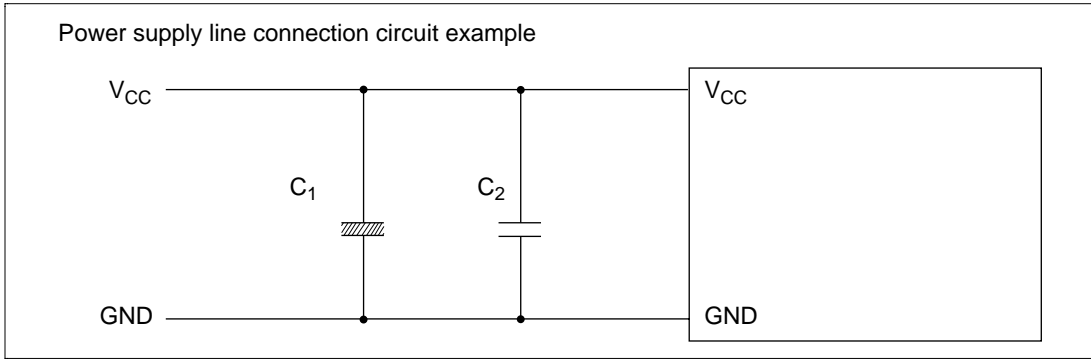 Power supply line connection circuit example
VCC
VCC
C1
C2
GND
GND